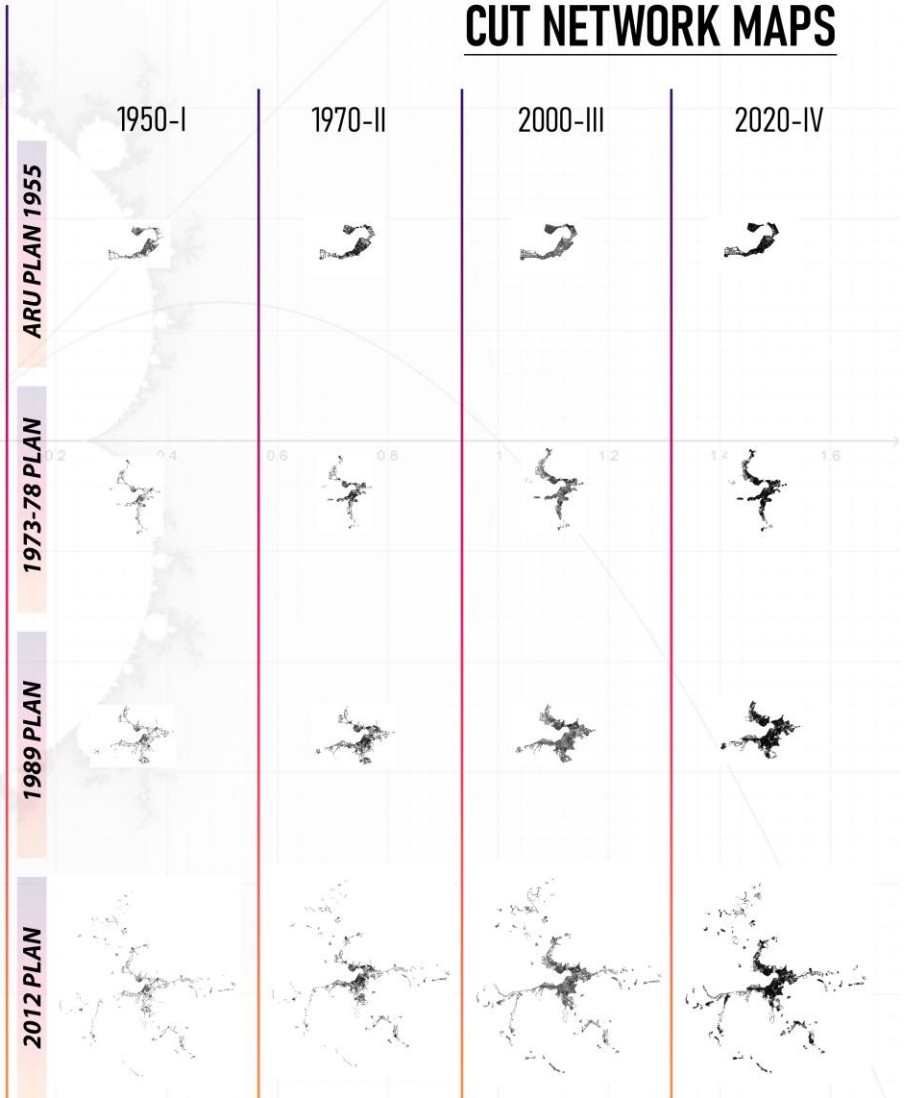 CUT NETWORK MAPS
1950-I
1970-II
2000-III
2020-IV
ARU PLAN 1955
1973-78 PLAN
0.2
0.4
0.6
0.8
1
1.2
1.4
1.6
1989 PLAN
2012 PLAN